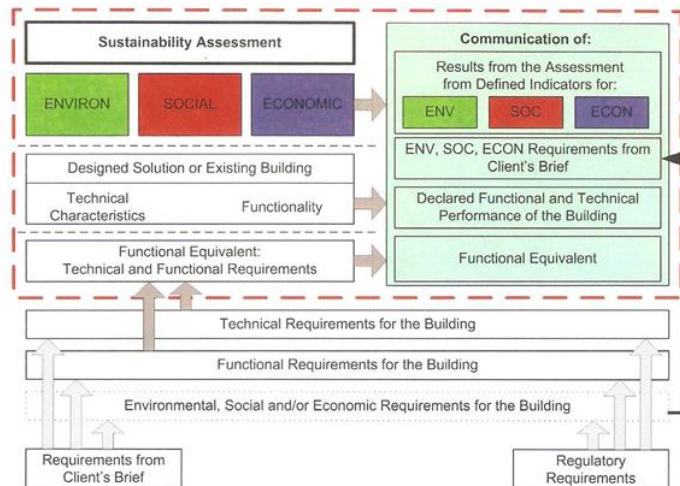 Sustainability Assessment
ENVIRON
SOCIAL
ECONOMIC
Designed Solution or Existing Building
Technical
Characteristics
Functionality
Functional Equivalent:
Technical and Functional Requirements
Communication of:
Results from the Assessment
from Defined Indicators for:
ENV
SOC
ECON
ENV, SOC, ECON Requirements from
Client's Brief
Declared Functional and Technical
Performance of the Building
Functional Equivalent
Technical Requirements for the Building
Functional Requirements for the Building
Environmental, Social and/or Economic Requirements for the Building
Requirements from
Client's Brief
Regulatory
Requirements